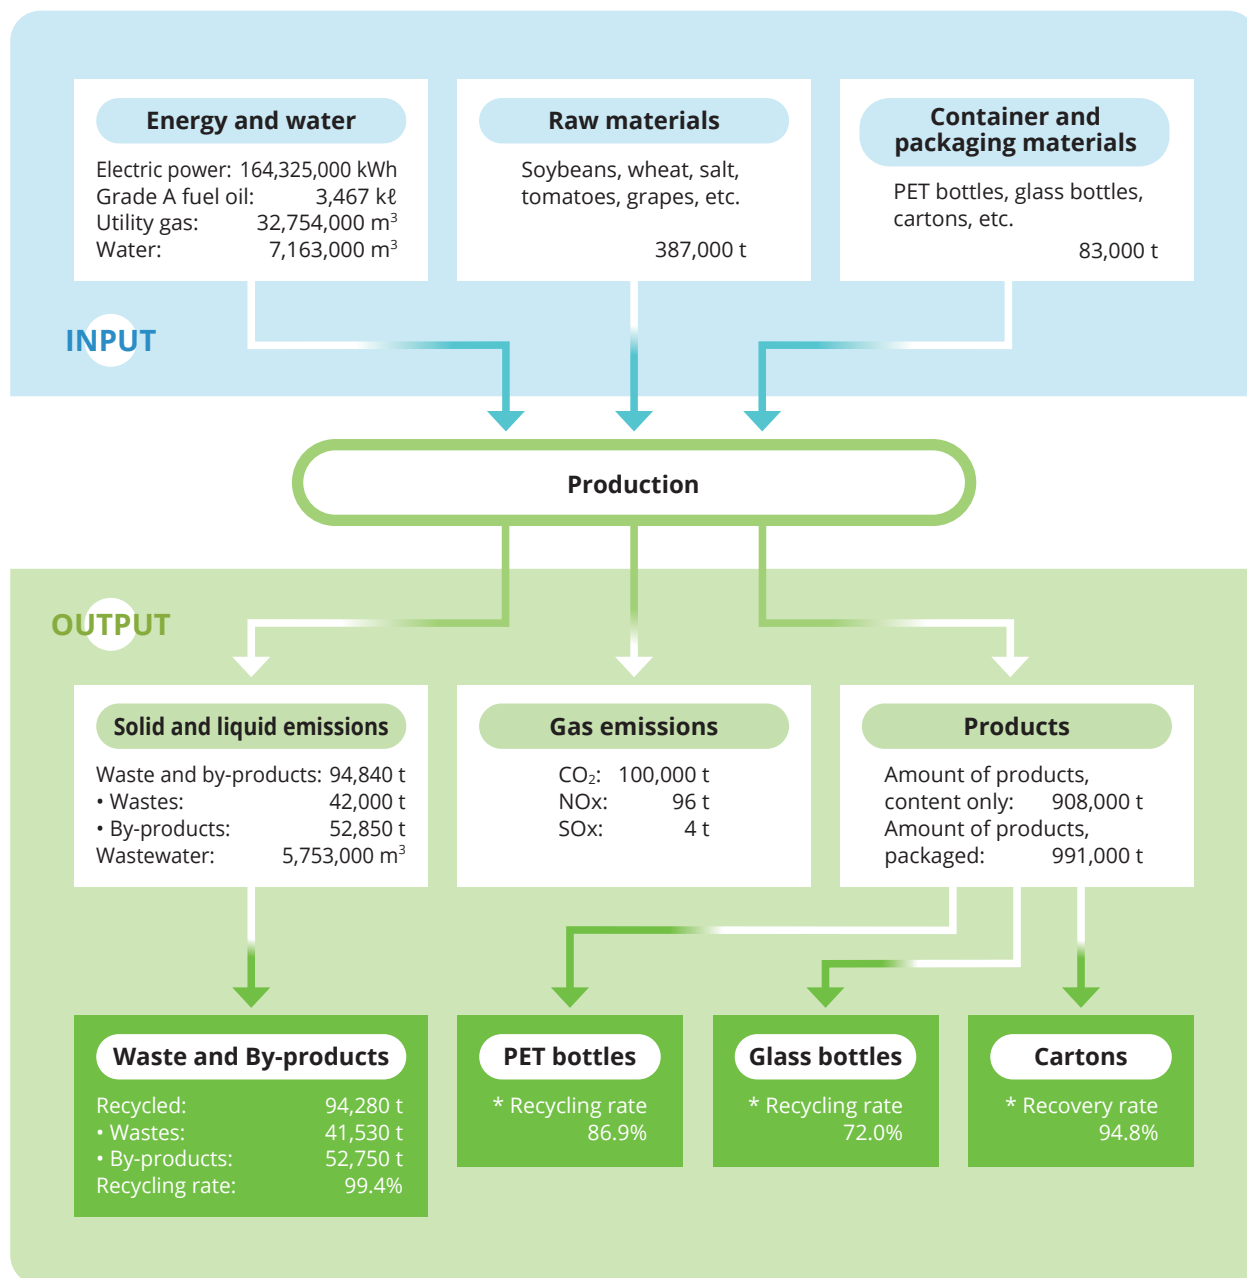 Energy and water
Electric power: 164,325,000 kWh
Grade A fuel oil: 3,467 kℓ
Utility gas: 32,754,000 m³
Water: 7,163,000 m³
Raw materials
Soybeans, wheat, salt,
tomatoes, grapes, etc.
387,000 t
Container and
packaging materials
PET bottles, glass bottles,
cartons, etc.
83,000 t
INPUT
Production
OUTPUT
Solid and liquid emissions
Waste and by-products: 94,840 t
• Wastes: 42,000 t
• By-products: 52,850 t
Wastewater: 5,753,000 m³
Gas emissions
CO₂: 100,000 t
NOx: 96 t
SOx: 4 t
Products
Amount of products,
content only: 908,000 t
Amount of products,
packaged: 991,000 t
Waste and By-products
Recycled: 94,280 t
• Wastes: 41,530 t
• By-products: 52,750 t
Recycling rate: 99.4%
PET bottles
* Recycling rate
86.9%
Glass bottles
* Recycling rate
72.0%
Cartons
* Recovery rate
94.8%